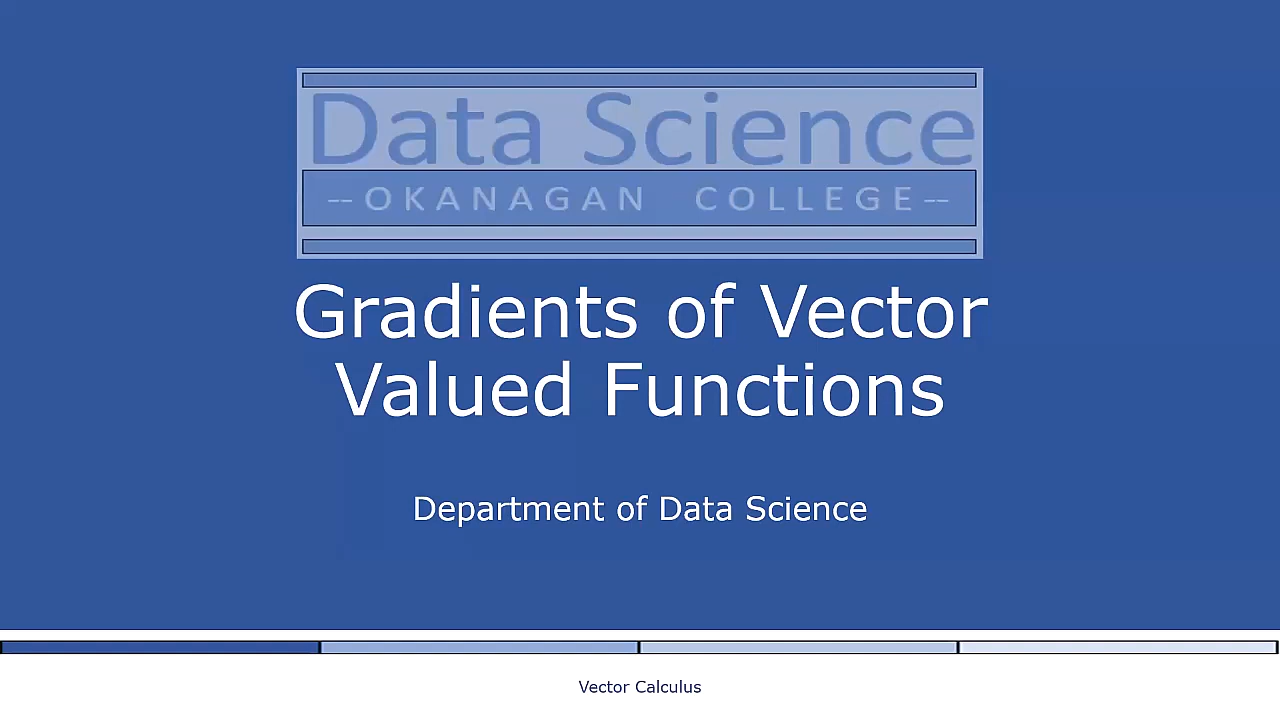 Data Science
--OKANAGAN COLLEGE--
Gradients of Vector
Valued Functions
Department of Data Science
Vector Calculus